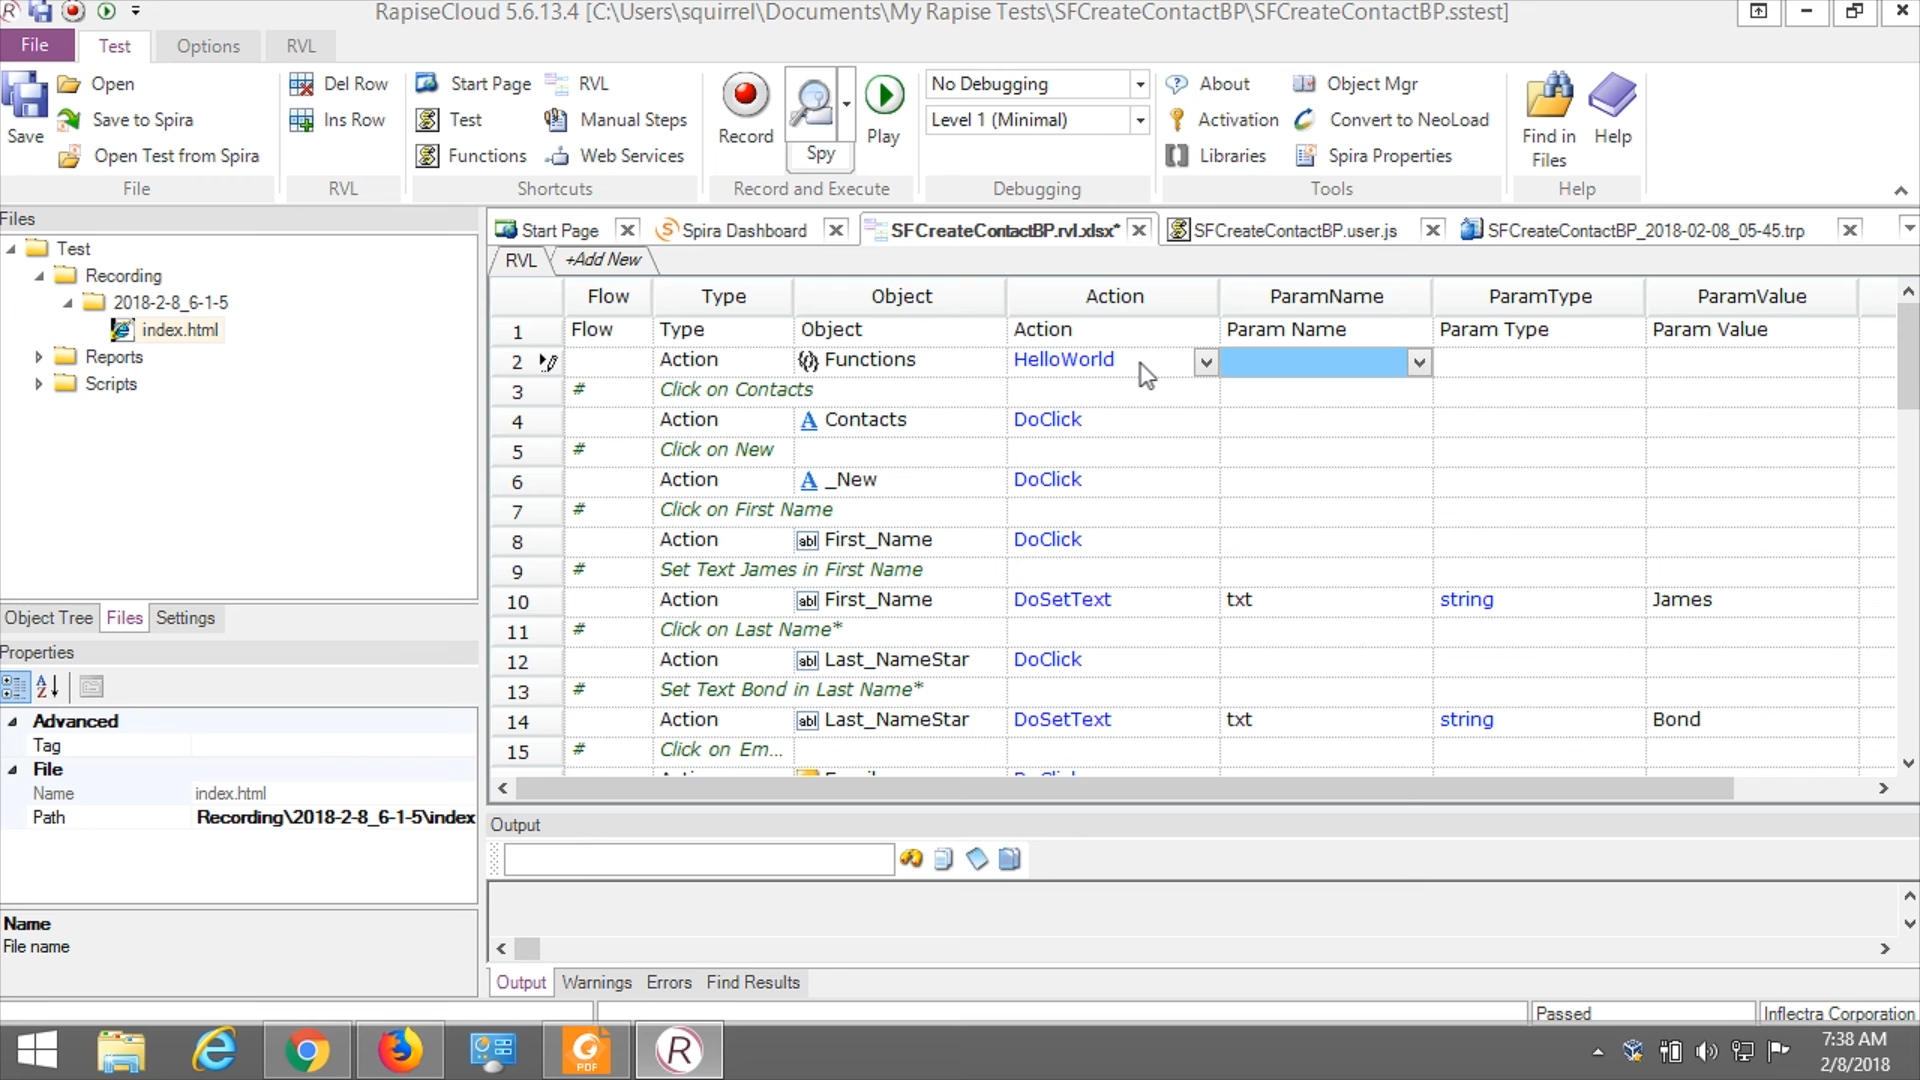 RapiseCloud 5.6.13.4 [C:\Users\squirrel\Documents\My Rapise Tests\SFCreateContactBP\SFCreateContactBP.sstest]
File Test Options RVL
Save
Open
Save to Spira
Open Test from Spira
File
Del Row
Ins Row
RVL
Start Page RVL
Test Manual Steps
Functions Web Services
Shortcuts
Record Spy Play
Record and Execute
No Debugging
Level 1 (Minimal)
Debugging
About Object Mgr
Activation Convert to NeoLoad
Libraries Spira Properties
Tools
Find in Files
Help
Help
Files
Test
Recording
2018-2-8_6-1-5
index.html
Reports
Scripts
Object Tree Files Settings
Properties
Advanced
Tag
File
Name index.html
Path Recording\2018-2-8_6-1-5\index
Name
File name
Start Page Spira Dashboard SFCreateContactBP.rvl.xlsx* SFCreateContactBP.user.js SFCreateContactBP_2018-02-08_05-45.trp
RVL +Add New
Flow Type Object Action ParamName ParamType ParamValue
1 Flow Type Object Action Param Name Param Type Param Value
2 Action Functions HelloWorld
3 # Click on Contacts
4 Action Contacts DoClick
5 # Click on New
6 Action _New DoClick
7 # Click on First Name
8 Action First_Name DoClick
9 # Set Text James in First Name
10 Action First_Name DoSetText txt string James
11 # Click on Last Name*
12 Action Last_NameStar DoClick
13 # Set Text Bond in Last Name*
14 Action Last_NameStar DoSetText txt string Bond
15 # Click on Em...
Output
Output Warnings Errors Find Results
Passed Inflectra Corporation
7:38 AM
2/8/2018